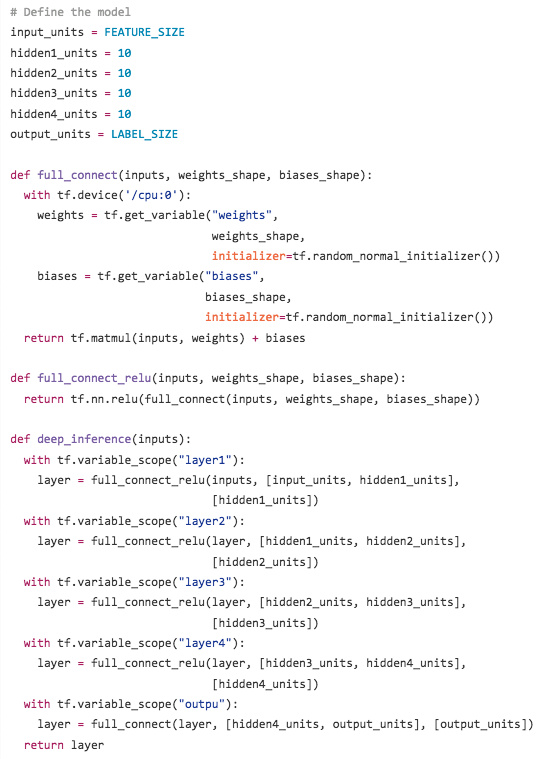 # Define the model
input_units = FEATURE_SIZE
hidden1_units = 10
hidden2_units = 10
hidden3_units = 10
hidden4_units = 10
output_units = LABEL_SIZE

def full_connect(inputs, weights_shape, biases_shape):
  with tf.device('/cpu:0'):
    weights = tf.get_variable("weights",
                              weights_shape,
                              initializer=tf.random_normal_initializer())
    biases = tf.get_variable("biases",
                             biases_shape,
                             initializer=tf.random_normal_initializer())
  return tf.matmul(inputs, weights) + biases

def full_connect_relu(inputs, weights_shape, biases_shape):
  return tf.nn.relu(full_connect(inputs, weights_shape, biases_shape))

def deep_inference(inputs):
  with tf.variable_scope("layer1"):
    layer = full_connect_relu(inputs, [input_units, hidden1_units],
                              [hidden1_units])
  with tf.variable_scope("layer2"):
    layer = full_connect_relu(layer, [hidden1_units, hidden2_units],
                              [hidden2_units])
  with tf.variable_scope("layer3"):
    layer = full_connect_relu(layer, [hidden2_units, hidden3_units],
                              [hidden3_units])
  with tf.variable_scope("layer4"):
    layer = full_connect_relu(layer, [hidden3_units, hidden4_units],
                              [hidden4_units])
  with tf.variable_scope("outpu"):
    layer = full_connect(layer, [hidden4_units, output_units], [output_units])
  return layer